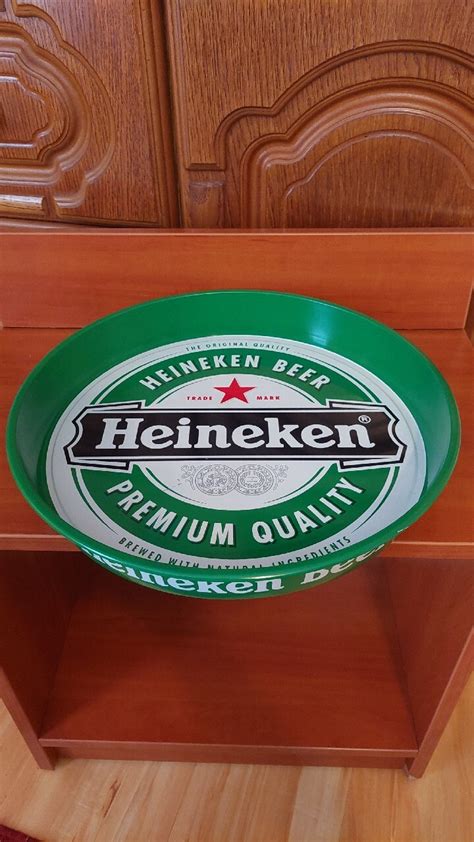 THE ORIGINAL QUALITY
HEINEKEN BEER
TRADE MARK
Heineken®
PREMIUM QUALITY
BREWED WITH NATURAL INGREDIENTS
Heineken Beer